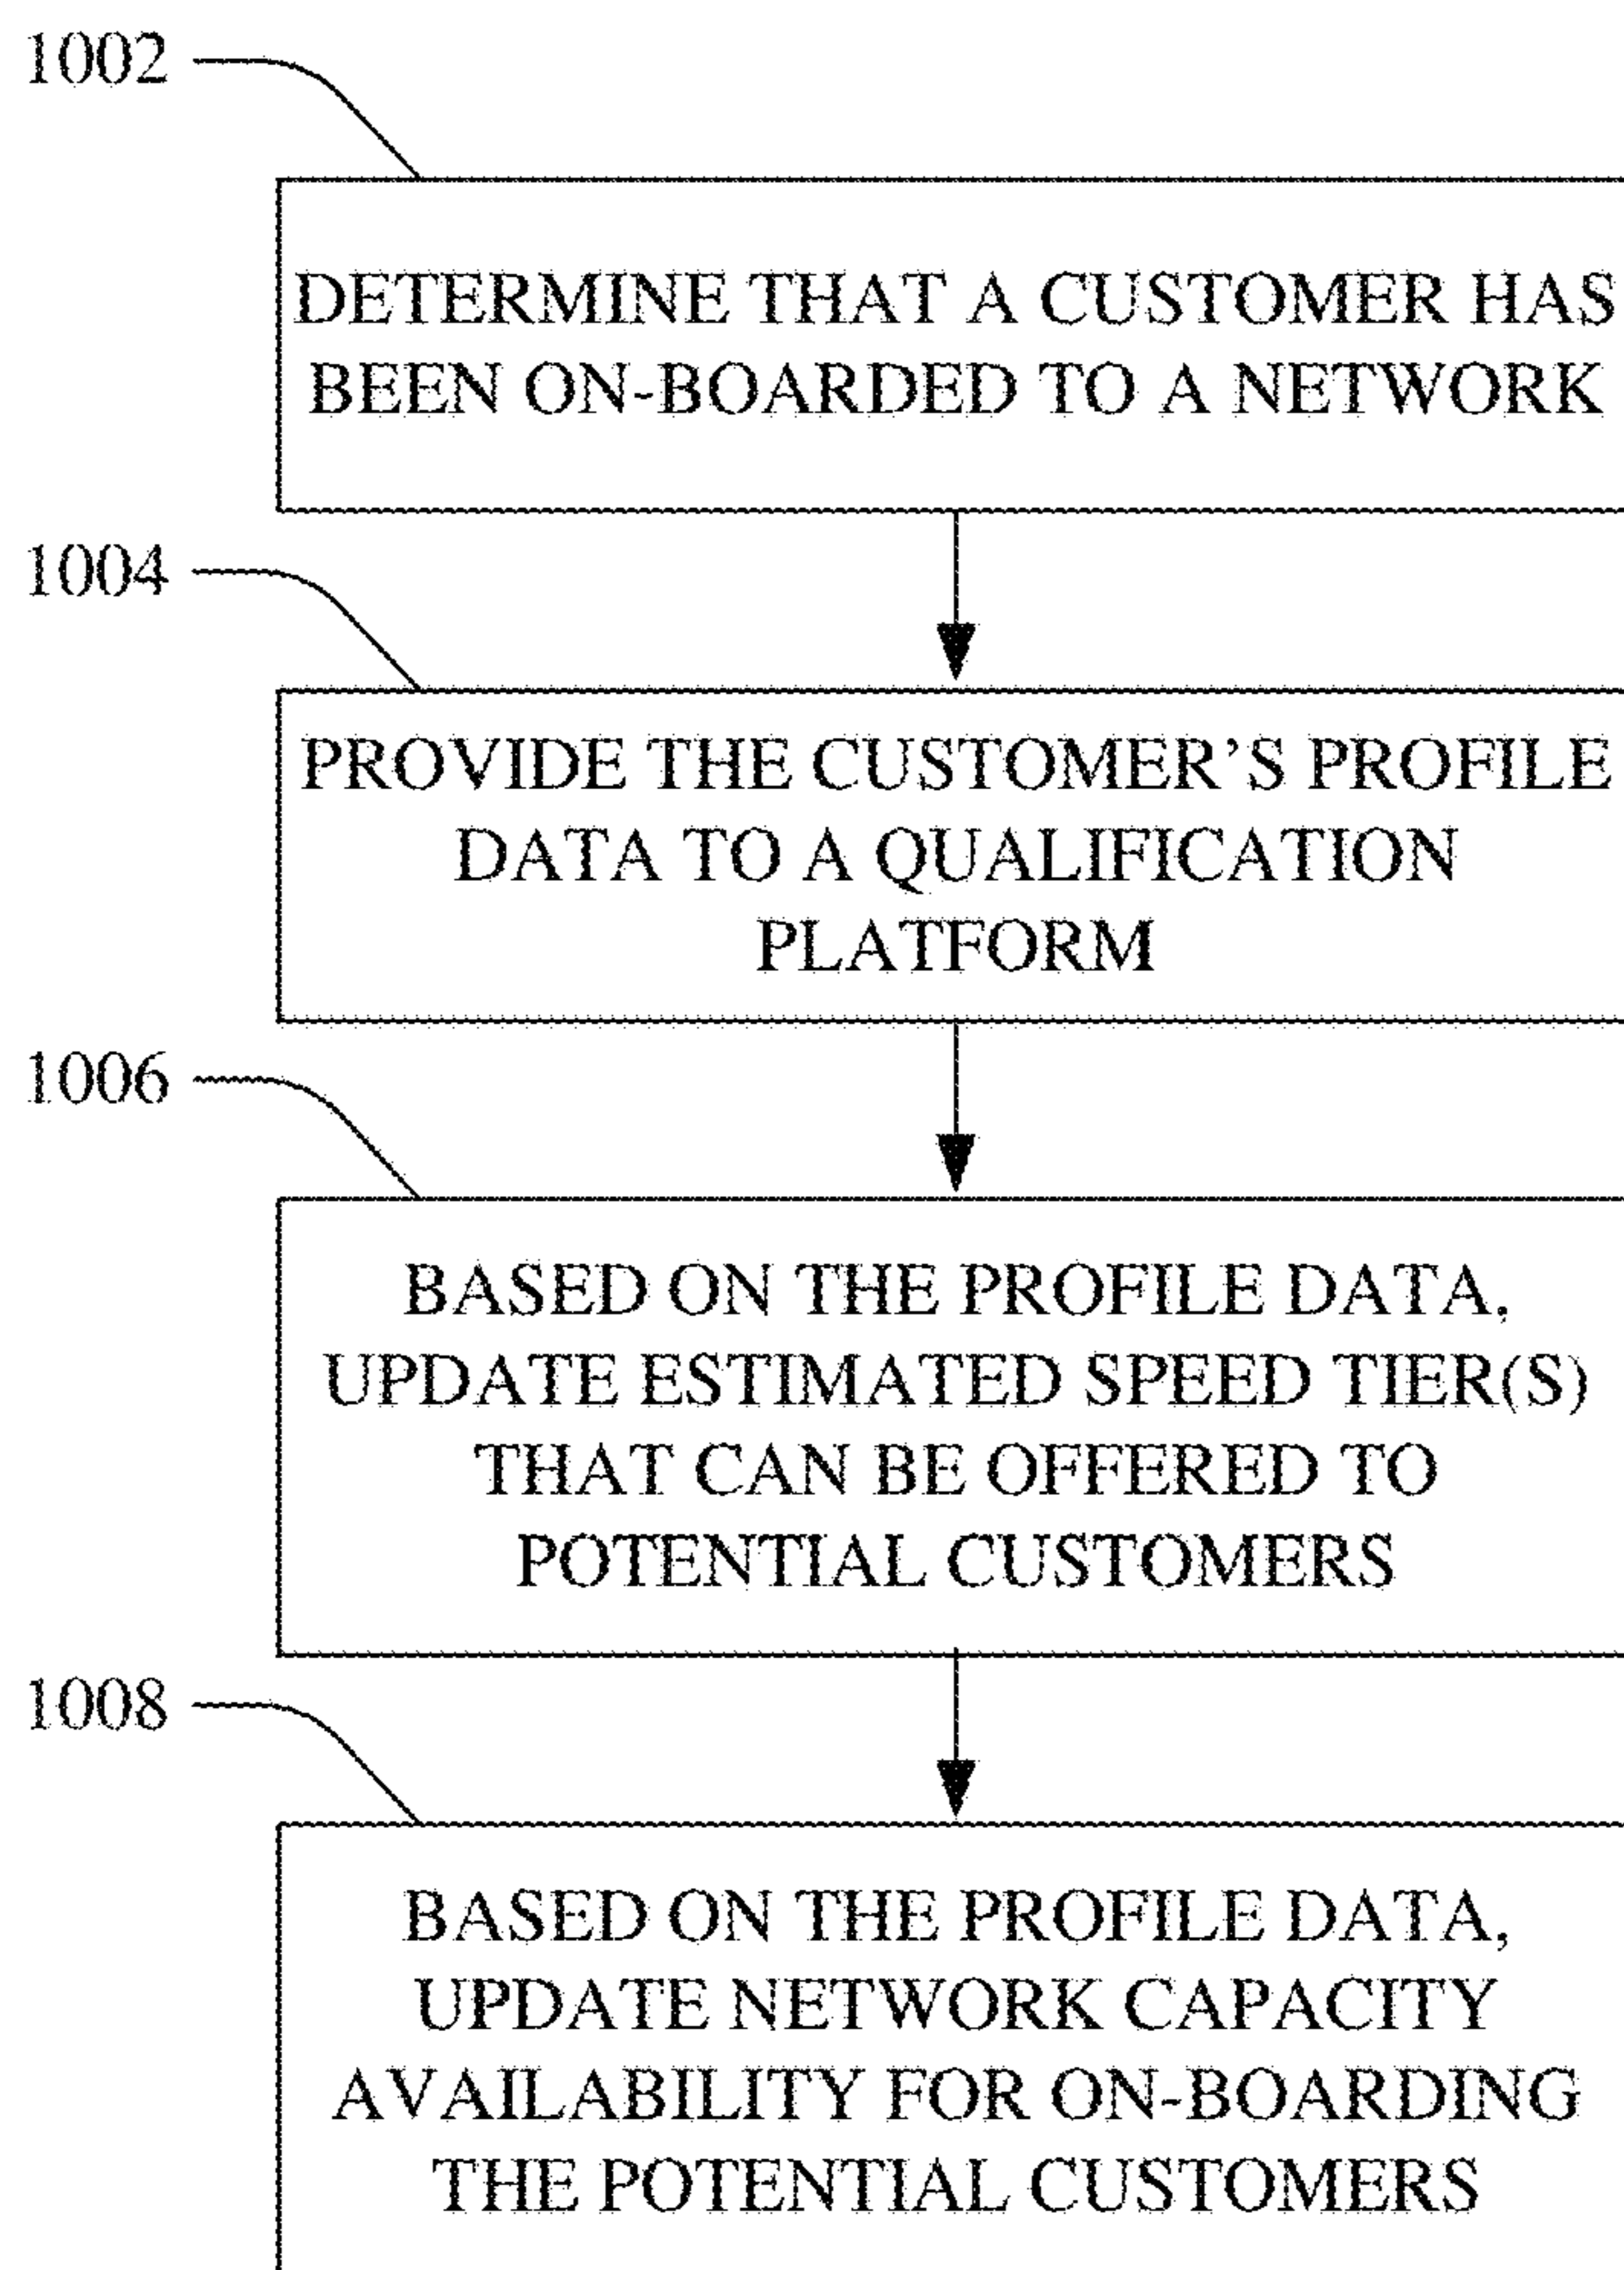 1002
DETERMINE THAT A CUSTOMER HAS
BEEN ON-BOARDED TO A NETWORK
1004
PROVIDE THE CUSTOMER’S PROFILE
DATA TO A QUALIFICATION
PLATFORM
1006
BASED ON THE PROFILE DATA,
UPDATE ESTIMATED SPEED TIER(S)
THAT CAN BE OFFERED TO
POTENTIAL CUSTOMERS
1008
BASED ON THE PROFILE DATA,
UPDATE NETWORK CAPACITY
AVAILABILITY FOR ON-BOARDING
THE POTENTIAL CUSTOMERS